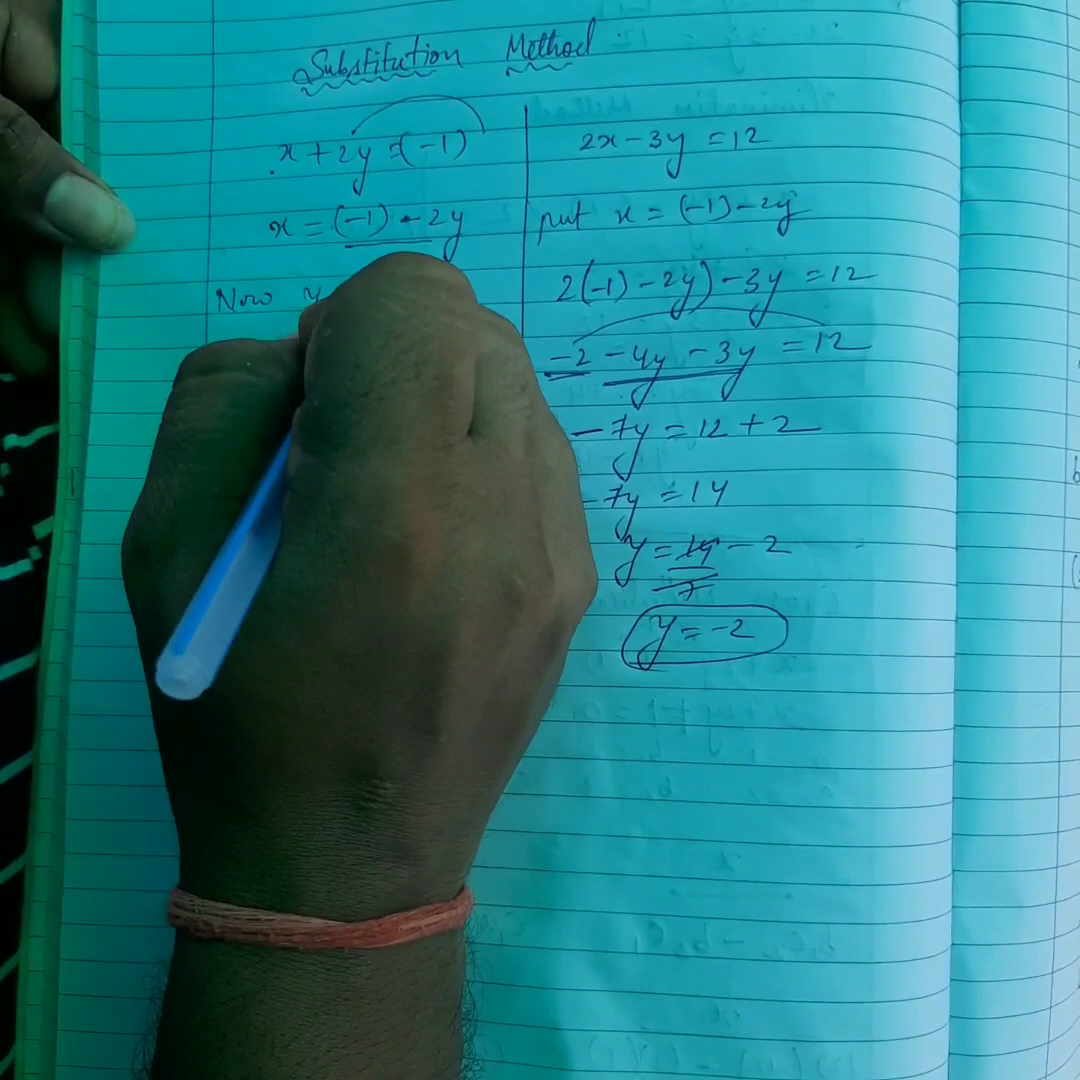 Substitution Method
x + 2y = (-1)
x = (-1) - 2y
Now y
2x - 3y = 12
put x = (-1) - 2y
2(-1) - 2y) - 3y = 12
-2 - 4y - 3y = 12
- 7y = 12 + 2
- 7y = 14
y = 14 - 2
- 7
y = -2